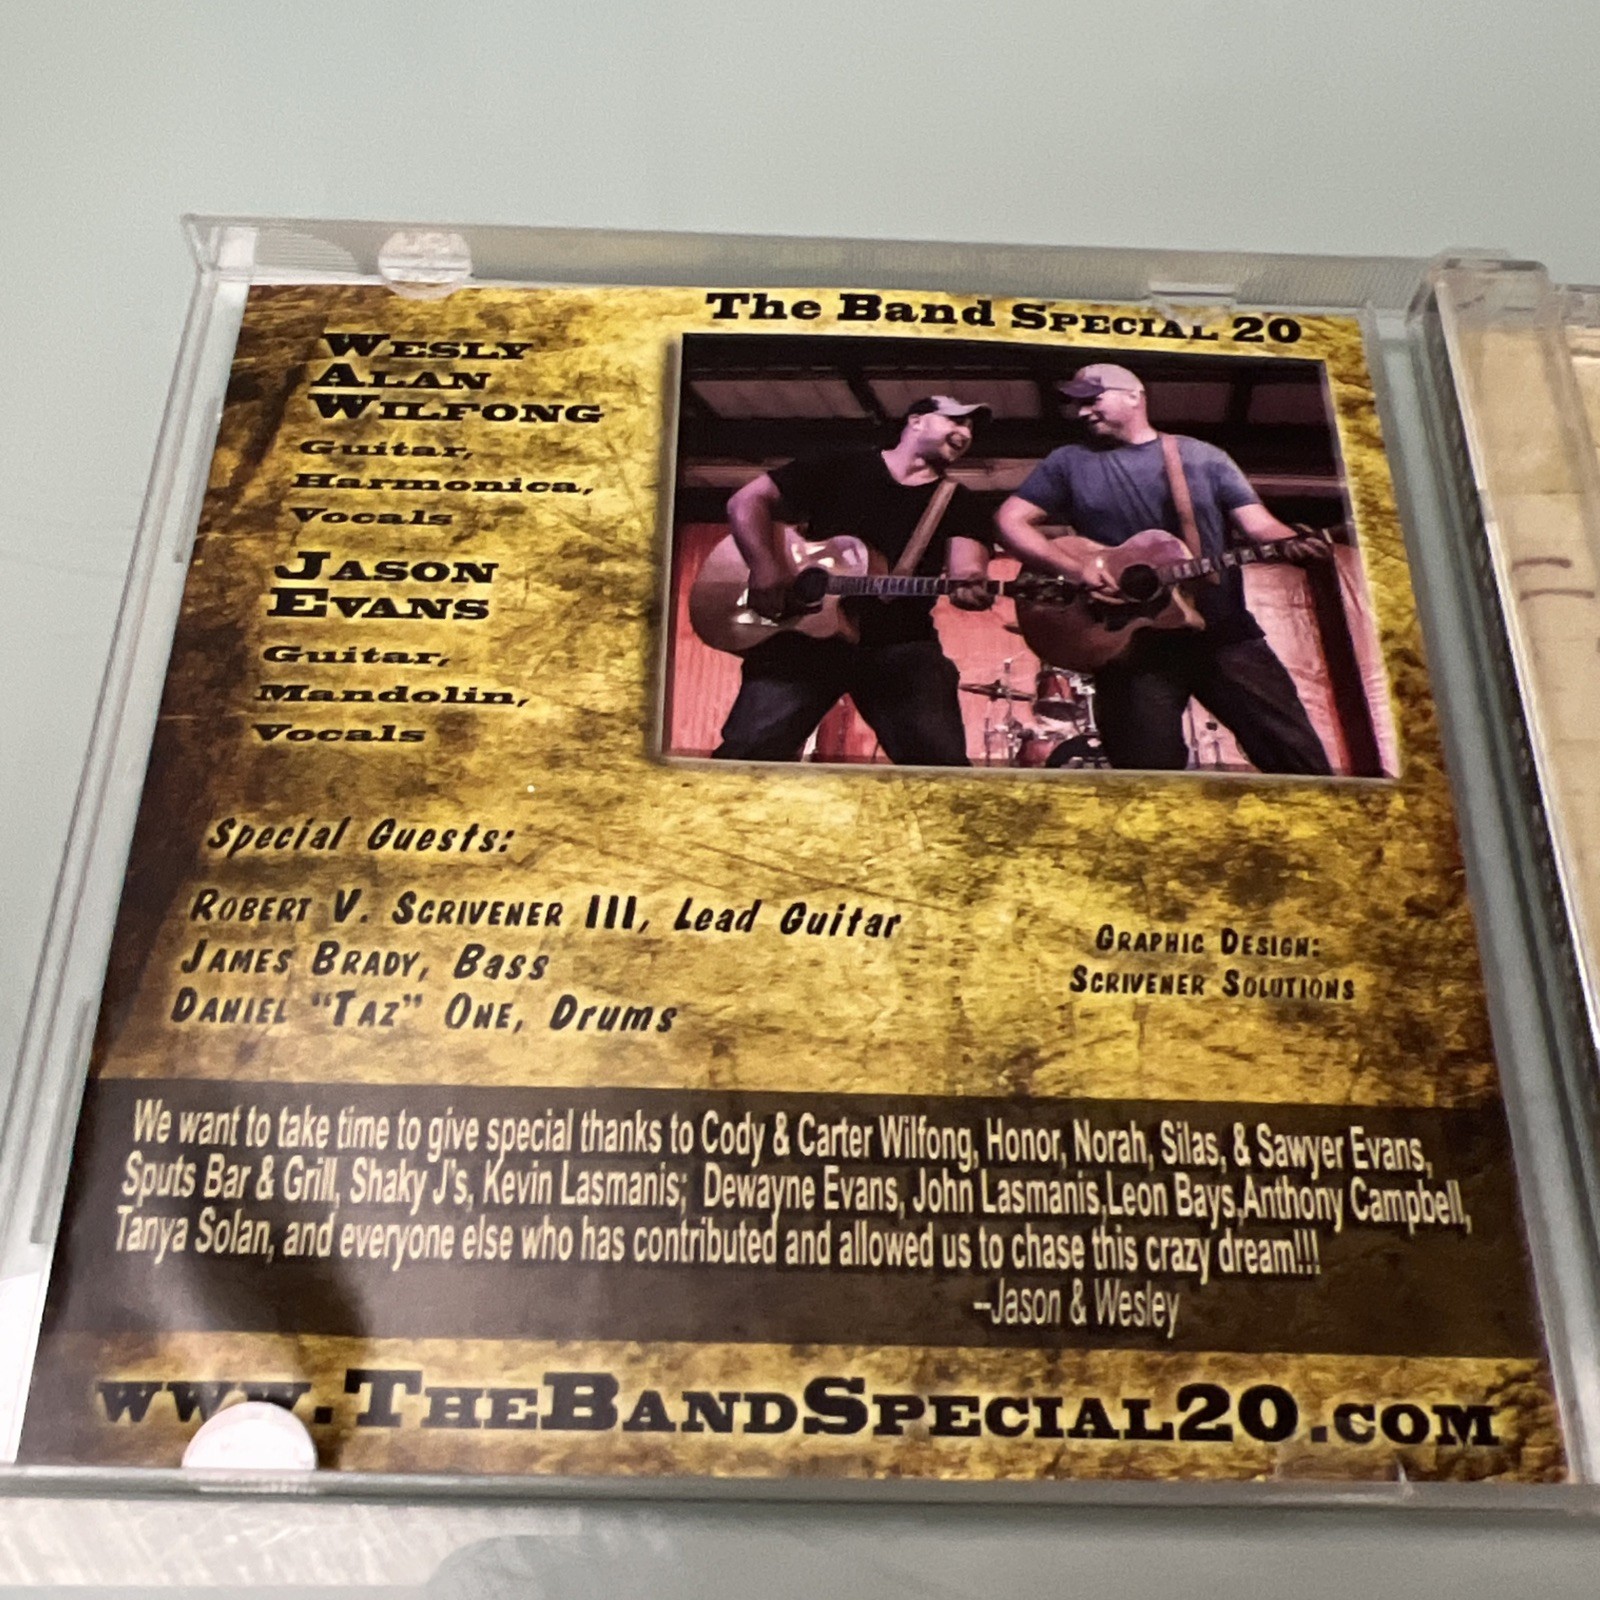 The Band Special 20
Wesly
Alan
Wilfong
Guitar,
Harmonica,
Vocals
Jason
Evans
Guitar,
Mandolin,
Vocals
Special Guests:
Robert V. Scrivener III, Lead Guitar
James Brady, Bass
Daniel "Taz" One, Drums
Graphic Design:
Scrivener Solutions
We want to take time to give special thanks to Cody & Carter Wilfong, Honor, Norah, Silas, & Sawyer Evans,
Sputs Bar & Grill, Shaky J's, Kevin Lasmanis; Dewayne Evans, John Lasmanis,Leon Bays,Anthony Campbell,
Tanya Solan, and everyone else who has contributed and allowed us to chase this crazy dream!!!
--Jason & Wesley
www.TheBandSpecial20.com